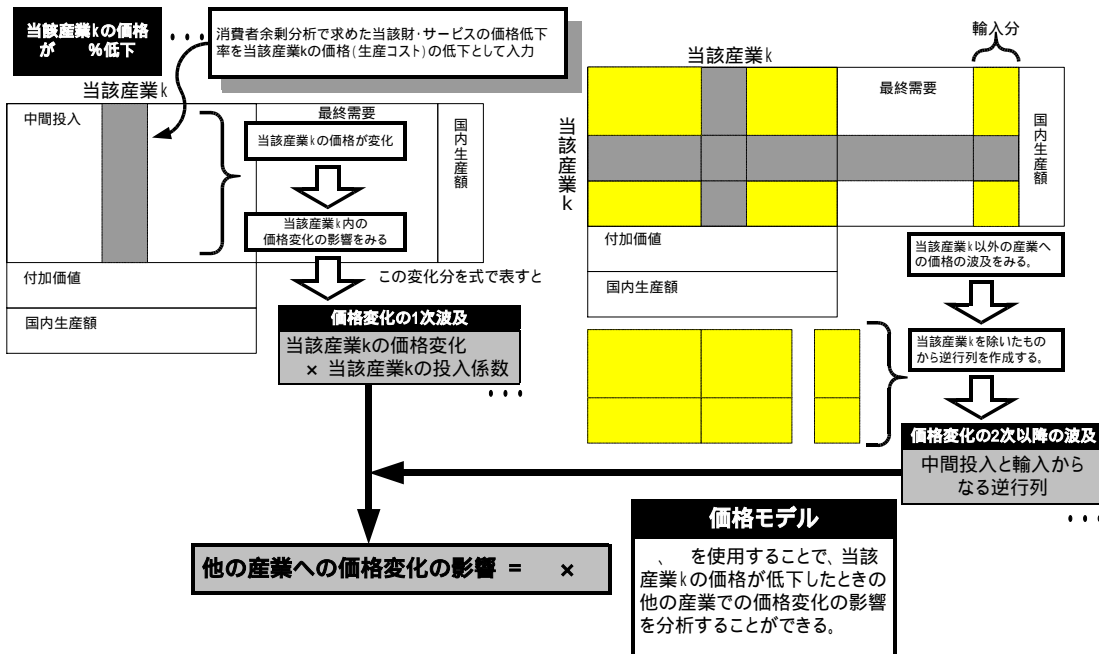 当該産業kの価格
が　　%低下
・・・
消費者余剰分析で求めた当該財・サービスの価格低下
率を当該産業kの価格(生産コスト)の低下として入力
当該産業k
中間投入
最終需要
国内生産額
当該産業kの価格が変化
当該産業k内の
価格変化の影響をみる
付加価値
国内生産額
この変化分を式で表すと
価格変化の1次波及
当該産業kの価格変化
× 当該産業kの投入係数
・・・
輸入分
当該産業k
最終需要
国内生産額
当該産業k
付加価値
国内生産額
当該産業k以外の産業へ
の価格の波及をみる。
当該産業kを除いたもの
から逆行列を作成する。
価格変化の2次以降の波及
中間投入と輸入から
なる逆行列
・・・
他の産業への価格変化の影響 =　　×
価格モデル
、　を使用することで、当該
産業kの価格が低下したときの
他の産業での価格変化の影響
を分析することができる。